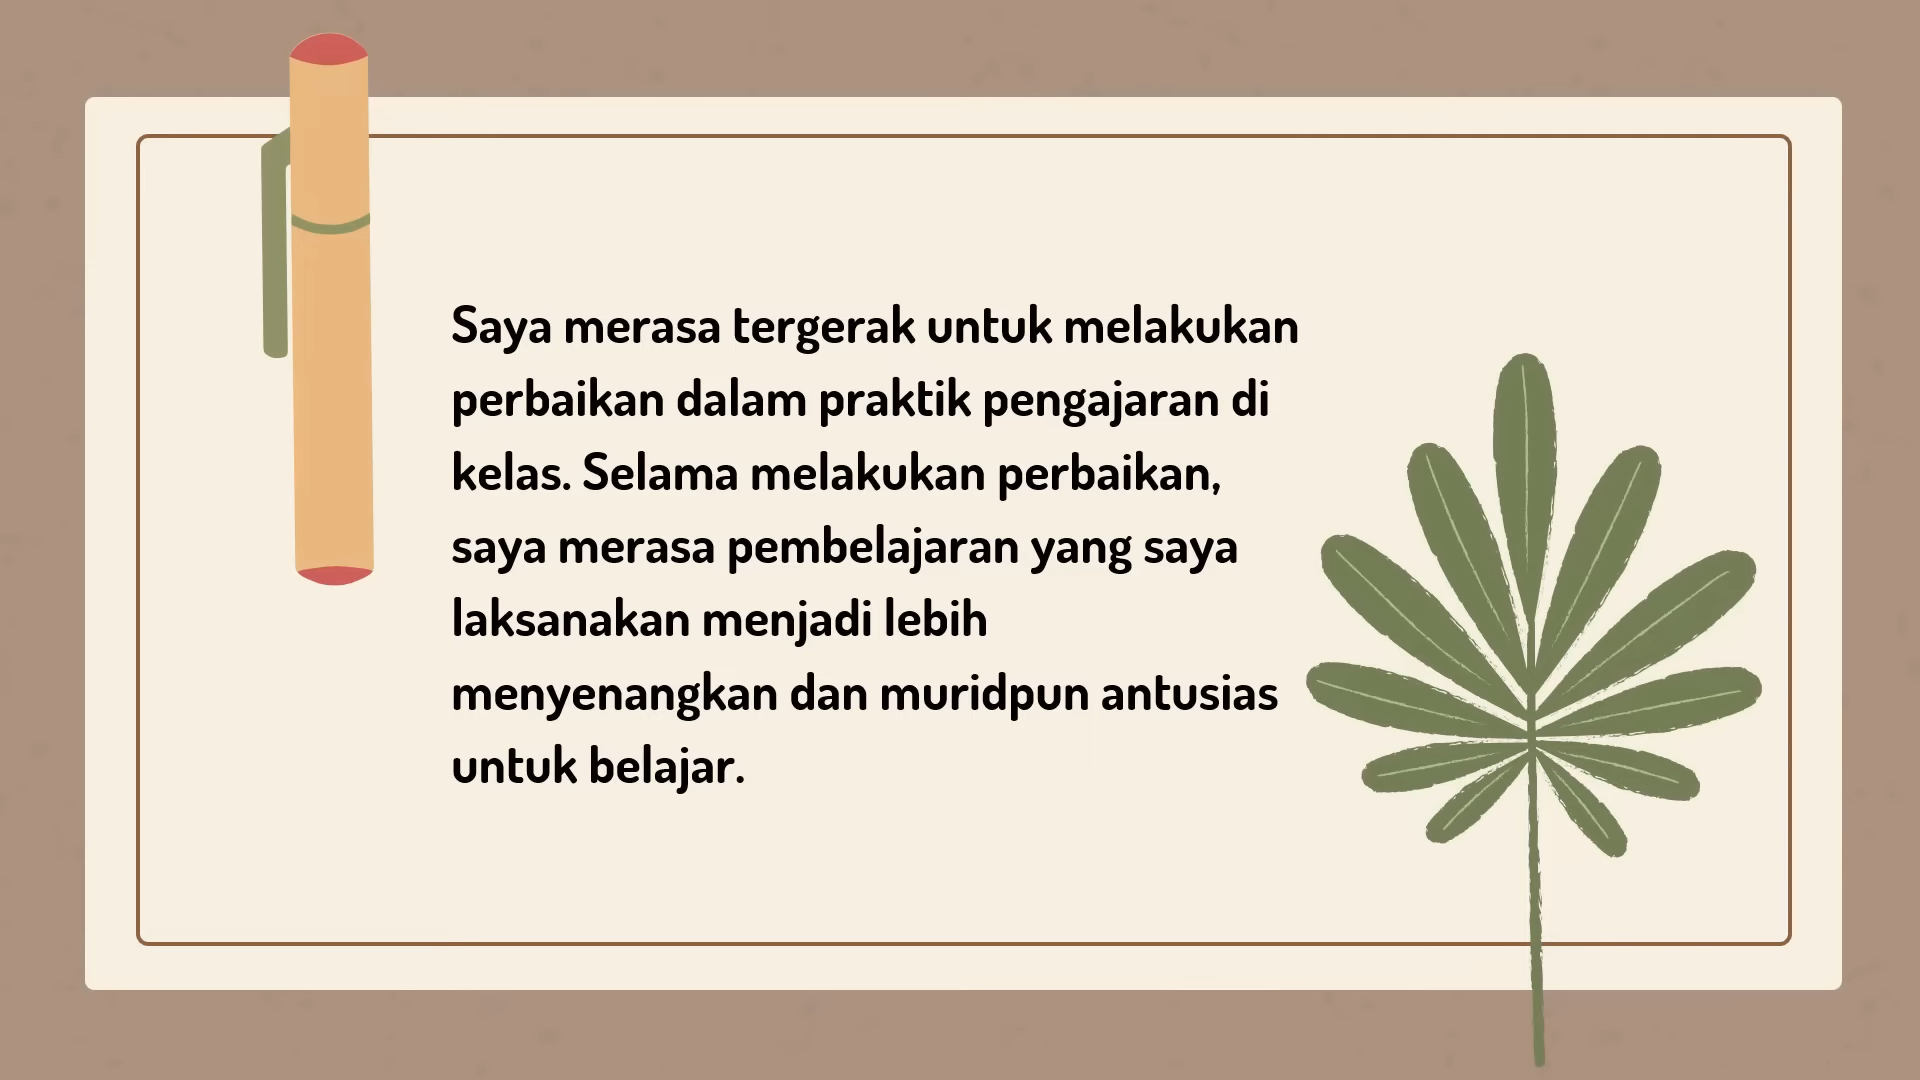 Saya merasa tergerak untuk melakukan
perbaikan dalam praktik pengajaran di
kelas. Selama melakukan perbaikan,
saya merasa pembelajaran yang saya
laksanakan menjadi lebih
menyenangkan dan muridpun antusias
untuk belajar.